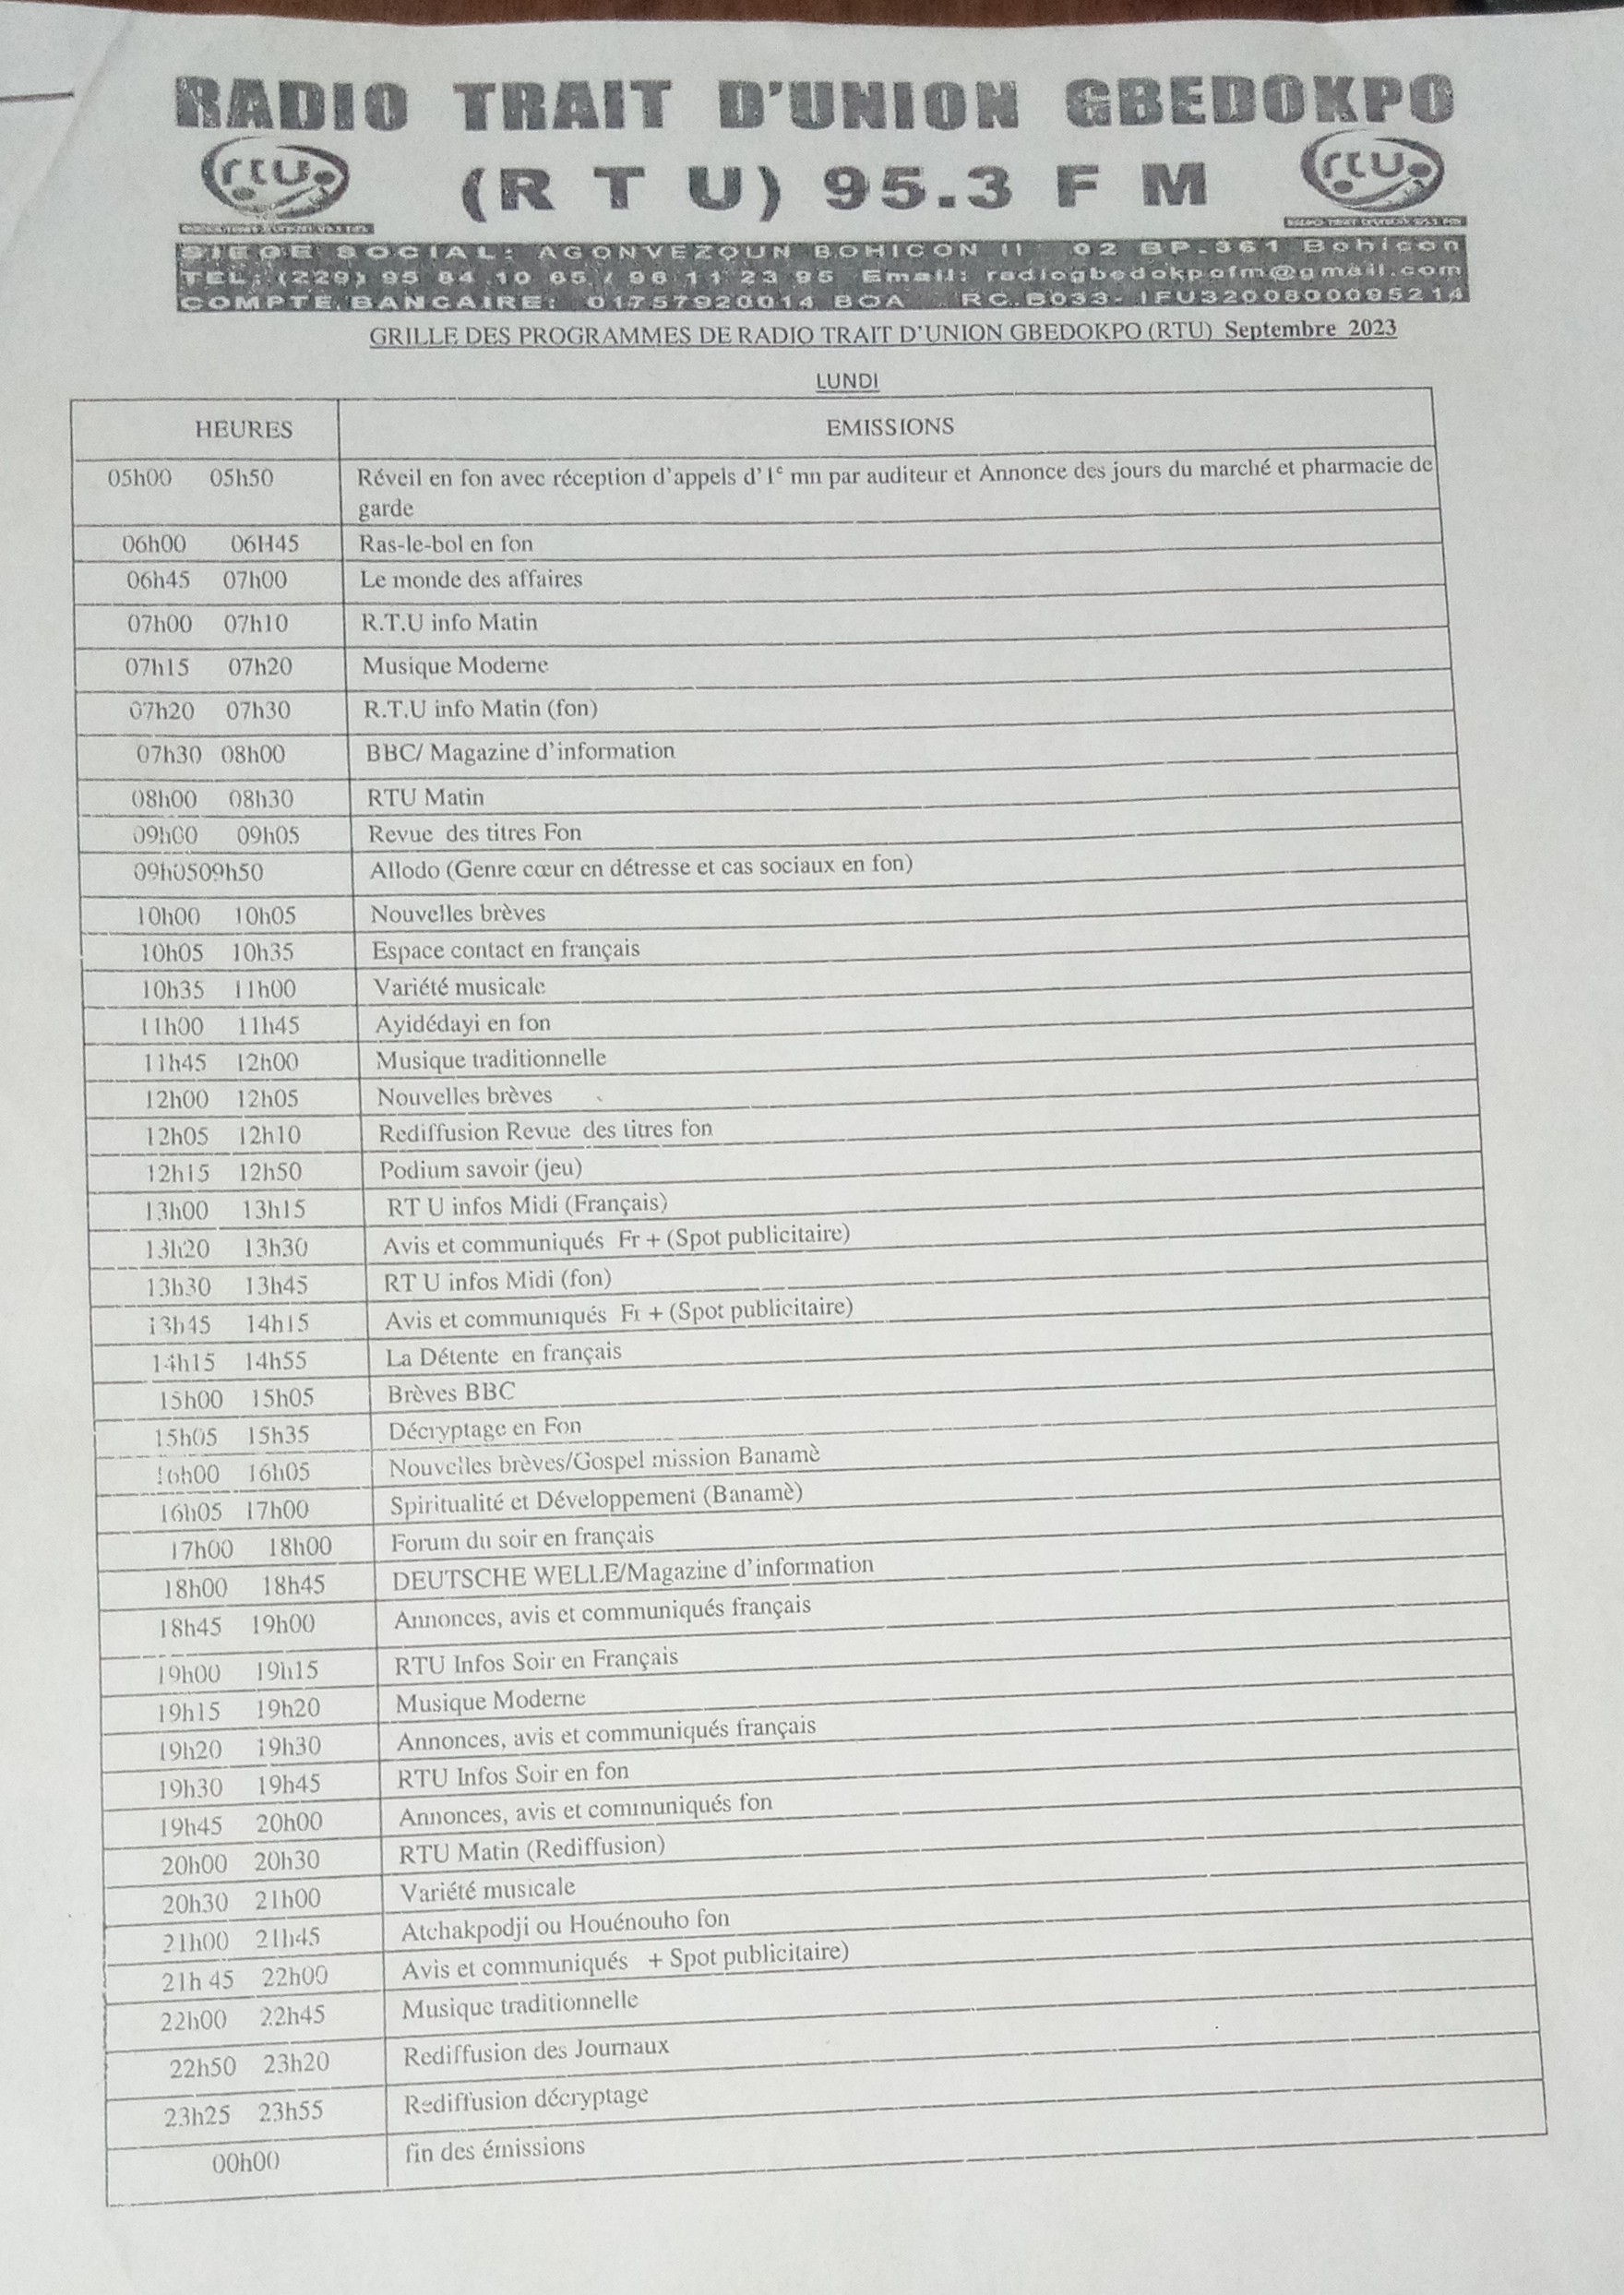 RADIO TRAIT D'UNION GBEDOKPO
rtu (R T U) 95.3 F M rtu
SIEGE SOCIAL: AGONVEZOUN BOHICON II 02 BP.361 Bohicon
TEL: (229) 95 84 10 65 / 96 11 23 95 Email: radiogbedokpofm@gmail.com
COMPTE BANCAIRE: 01757920014 BOA RC.B033- IFU3200800095214
GRILLE DES PROGRAMMES DE RADIO TRAIT D'UNION GBEDOKPO (RTU) Septembre 2023
LUNDI
HEURES EMISSIONS
05h00 05h50 Réveil en fon avec réception d'appels d'1e mn par auditeur et Annonce des jours du marché et pharmacie de
garde
06h00 06H45 Ras-le-bol en fon
06h45 07h00 Le monde des affaires
07h00 07h10 R.T.U info Matin
07h15 07h20 Musique Moderne
07h20 07h30 R.T.U info Matin (fon)
07h30 08h00 BBC/ Magazine d'information
08h00 08h30 RTU Matin
09h00 09h05 Revue des titres Fon
09h0509h50 Allodo (Genre cœur en détresse et cas sociaux en fon)
10h00 10h05 Nouvelles brèves
10h05 10h35 Espace contact en français
10h35 11h00 Variété musicale
11h00 11h45 Ayidédayi en fon
11h45 12h00 Musique traditionnelle
12h00 12h05 Nouvelles brèves
12h05 12h10 Rediffusion Revue des titres fon
12h15 12h50 Podium savoir (jeu)
13h00 13h15 RT U infos Midi (Français)
13h20 13h30 Avis et communiqués Fr + (Spot publicitaire)
13h30 13h45 RT U infos Midi (fon)
13h45 14h15 Avis et communiqués Fr + (Spot publicitaire)
14h15 14h55 La Détente en français
15h00 15h05 Brèves BBC
15h05 15h35 Décryptage en Fon
16h00 16h05 Nouvelles brèves/Gospel mission Banamè
16h05 17h00 Spiritualité et Développement (Banamè)
17h00 18h00 Forum du soir en français
18h00 18h45 DEUTSCHE WELLE/Magazine d'information
18h45 19h00 Annonces, avis et communiqués français
19h00 19h15 RTU Infos Soir en Français
19h15 19h20 Musique Moderne
19h20 19h30 Annonces, avis et communiqués français
19h30 19h45 RTU Infos Soir en fon
19h45 20h00 Annonces, avis et communiqués fon
20h00 20h30 RTU Matin (Rediffusion)
20h30 21h00 Variété musicale
21h00 21h45 Atchakpodji ou Houénouho fon
21h 45 22h00 Avis et communiqués + Spot publicitaire)
22h00 22h45 Musique traditionnelle
22h50 23h20 Rediffusion des Journaux
23h25 23h55 Rediffusion décryptage
00h00 fin des émissions